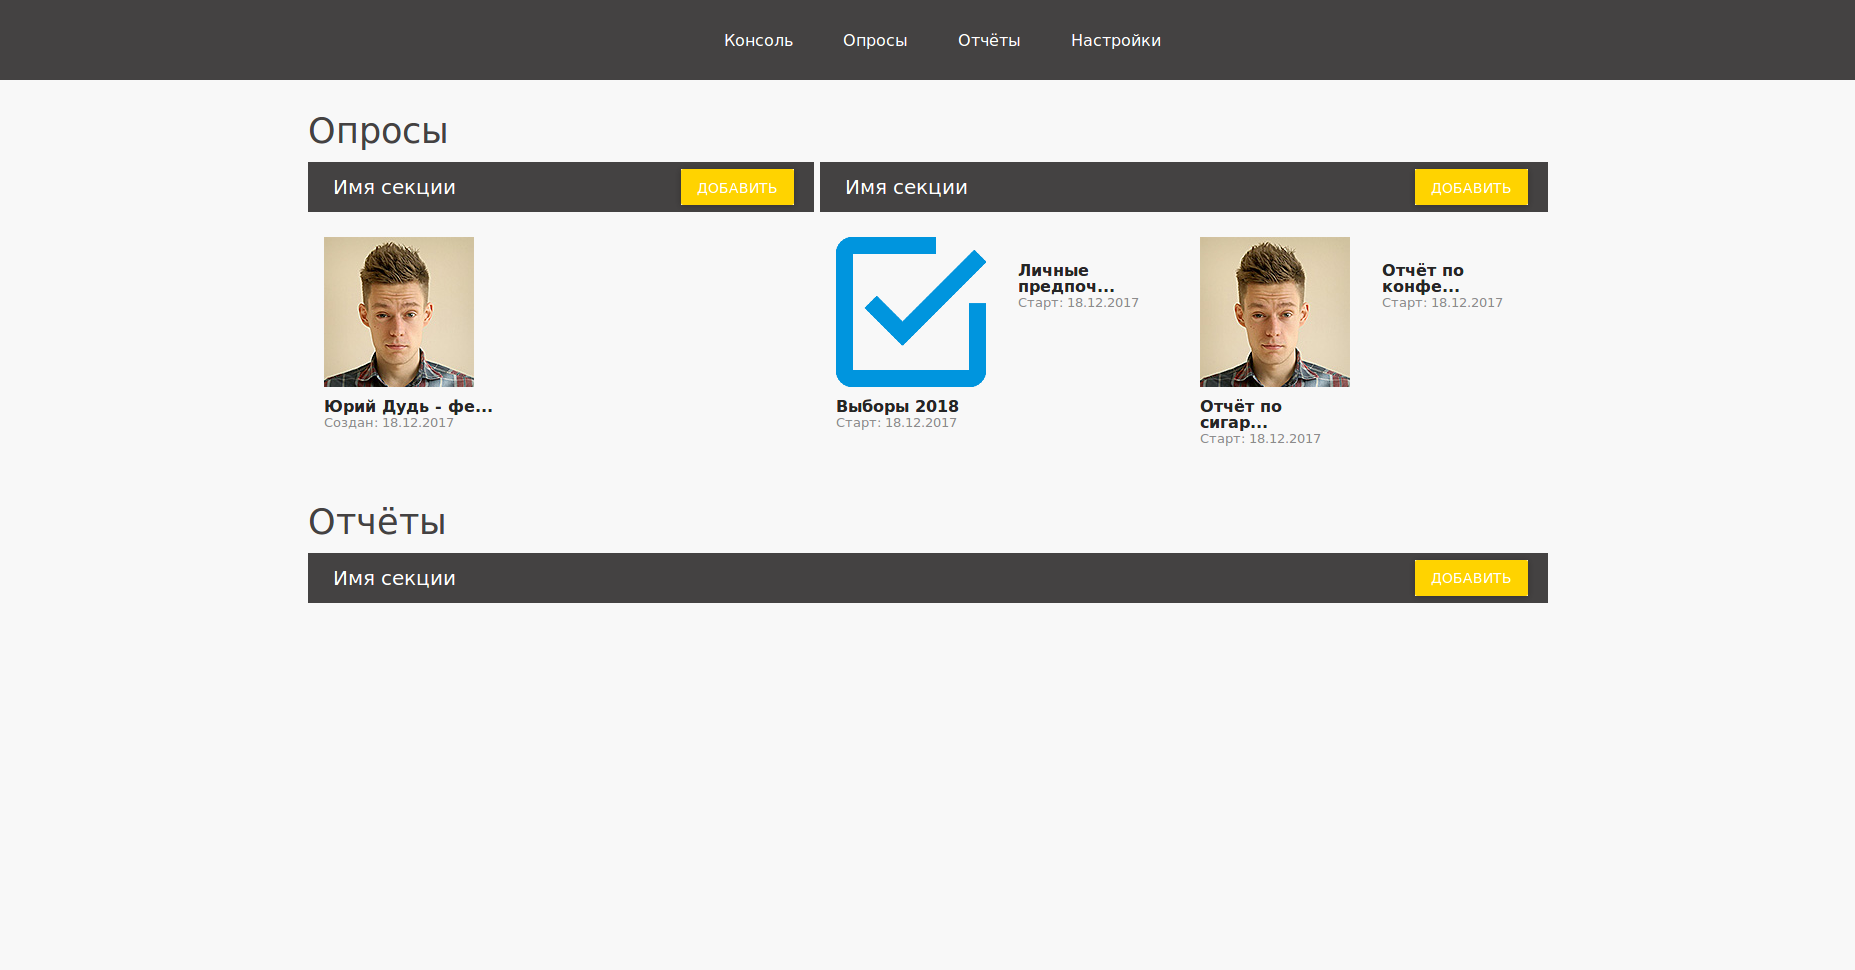 Консоль Опросы Отчёты Настройки
Опросы
Имя секции ДОБАВИТЬ
Имя секции ДОБАВИТЬ
Юрий Дудь - фе...
Создан: 18.12.2017
Выборы 2018
Старт: 18.12.2017
Личные
предпоч...
Старт: 18.12.2017
Отчёт по
сигар...
Старт: 18.12.2017
Отчёт по
конфе...
Старт: 18.12.2017
Отчёты
Имя секции ДОБАВИТЬ